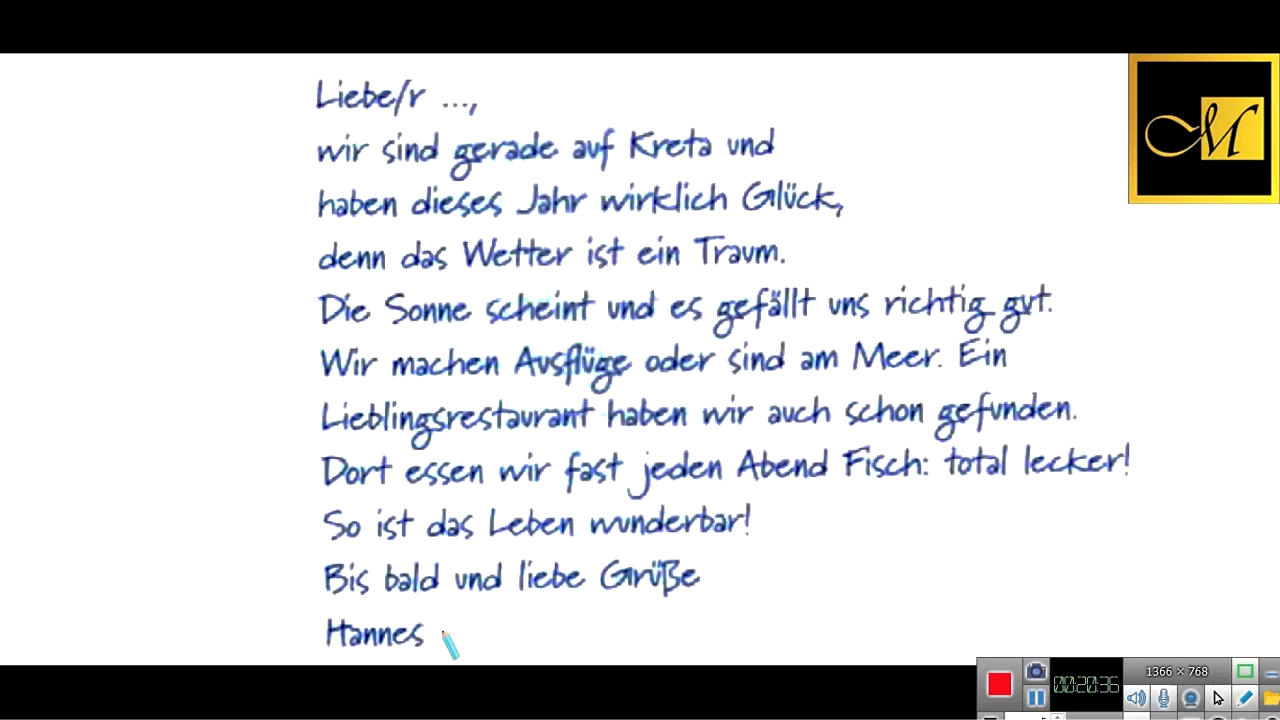 Liebe/r ...,
wir sind gerade auf Kreta und
haben dieses Jahr wirklich Glück,
denn das Wetter ist ein Traum.
Die Sonne scheint und es gefällt uns richtig gut.
Wir machen Ausflüge oder sind am Meer. Ein
Lieblingsrestaurant haben wir auch schon gefunden.
Dort essen wir fast jeden Abend Fisch: total lecker!
So ist das Leben wunderbar!
Bis bald und liebe Grüße
Hannes
M
1366 × 768
00:20:36